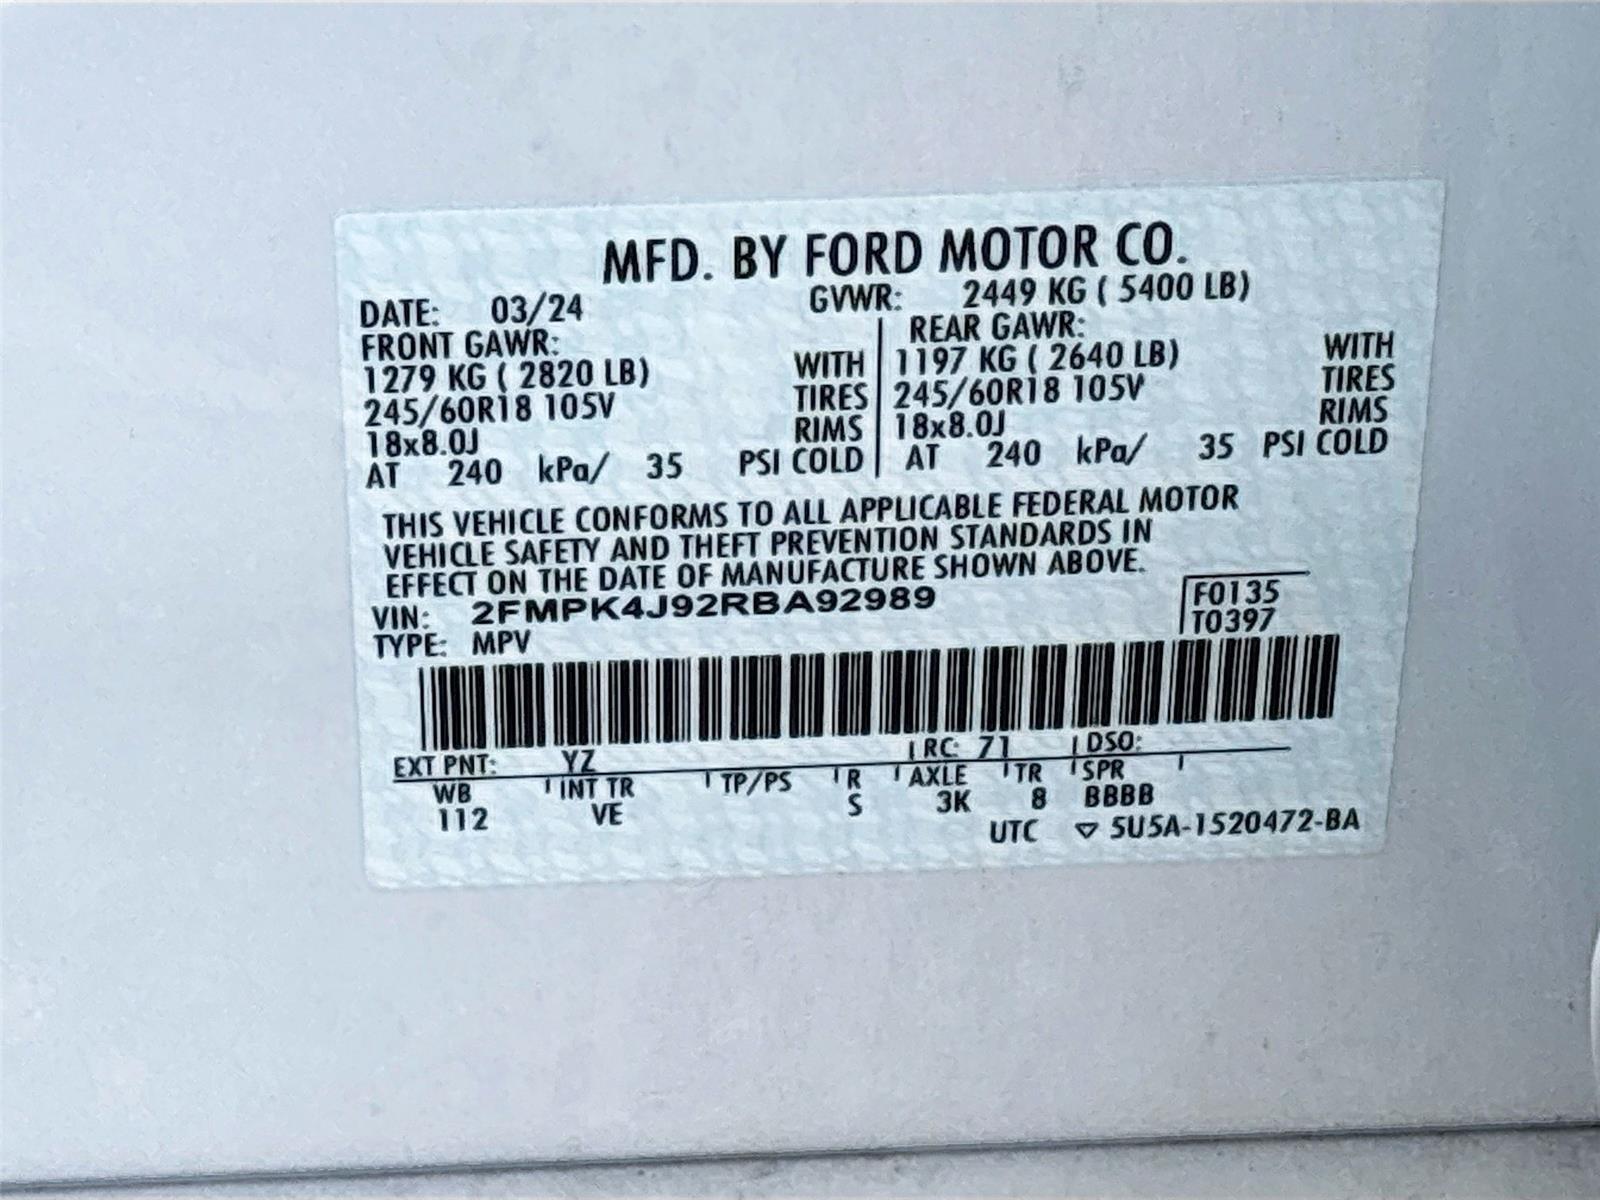 MFD. BY FORD MOTOR CO.
DATE: 03/24 GVWR: 2449 KG ( 5400 LB)
FRONT GAWR: REAR GAWR:
1279 KG ( 2820 LB) WITH 1197 KG ( 2640 LB) WITH
245/60R18 105V TIRES 245/60R18 105V TIRES
18x8.0J RIMS 18x8.0J RIMS
AT 240 kPa/ 35 PSI COLD AT 240 kPa/ 35 PSI COLD
THIS VEHICLE CONFORMS TO ALL APPLICABLE FEDERAL MOTOR
VEHICLE SAFETY AND THEFT PREVENTION STANDARDS IN
EFFECT ON THE DATE OF MANUFACTURE SHOWN ABOVE.
VIN: 2FMPK4J92RBA92989 F0135
TYPE: MPV T0397
EXT PNT: YZ RC: 71 DSO:
WB INT TR TP/PS R AXLE TR SPR
112 VE S 3K 8 BBBB
UTC ▽ 5U5A-1520472-BA